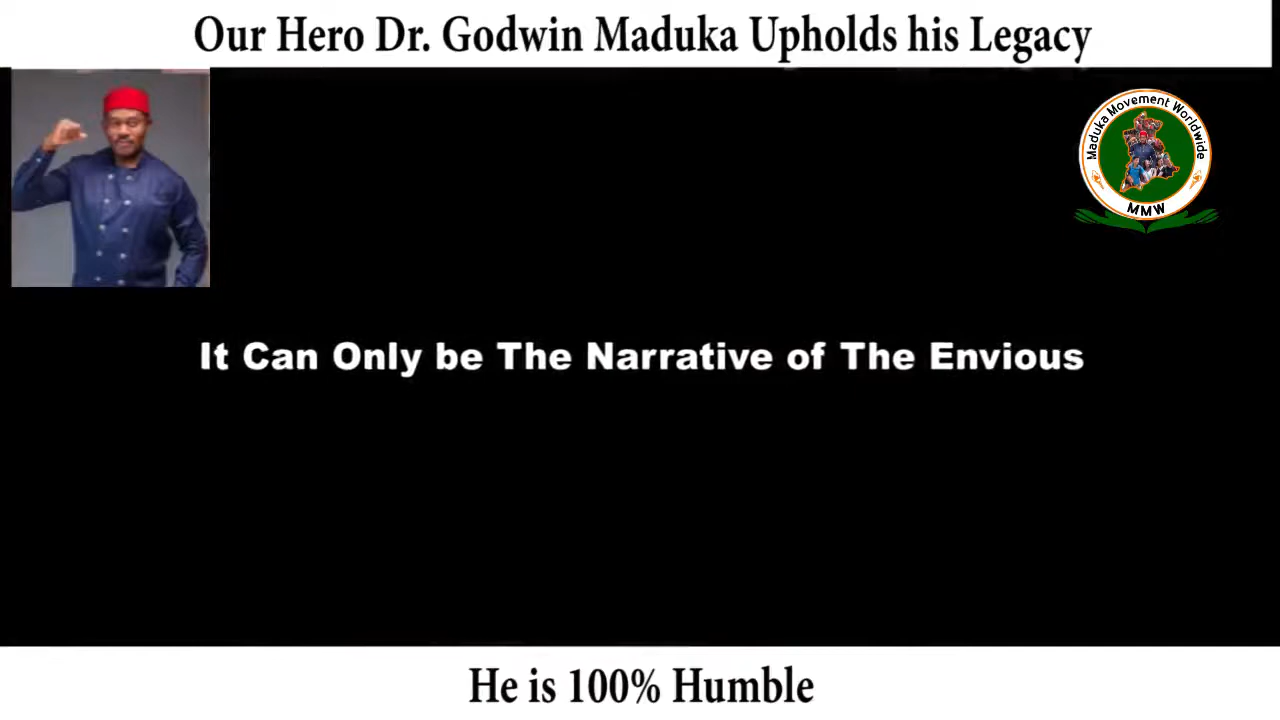 Our Hero Dr. Godwin Maduka Upholds his Legacy
Maduka Movement Worldwide
MMW
It Can Only be The Narrative of The Envious
He is 100% Humble